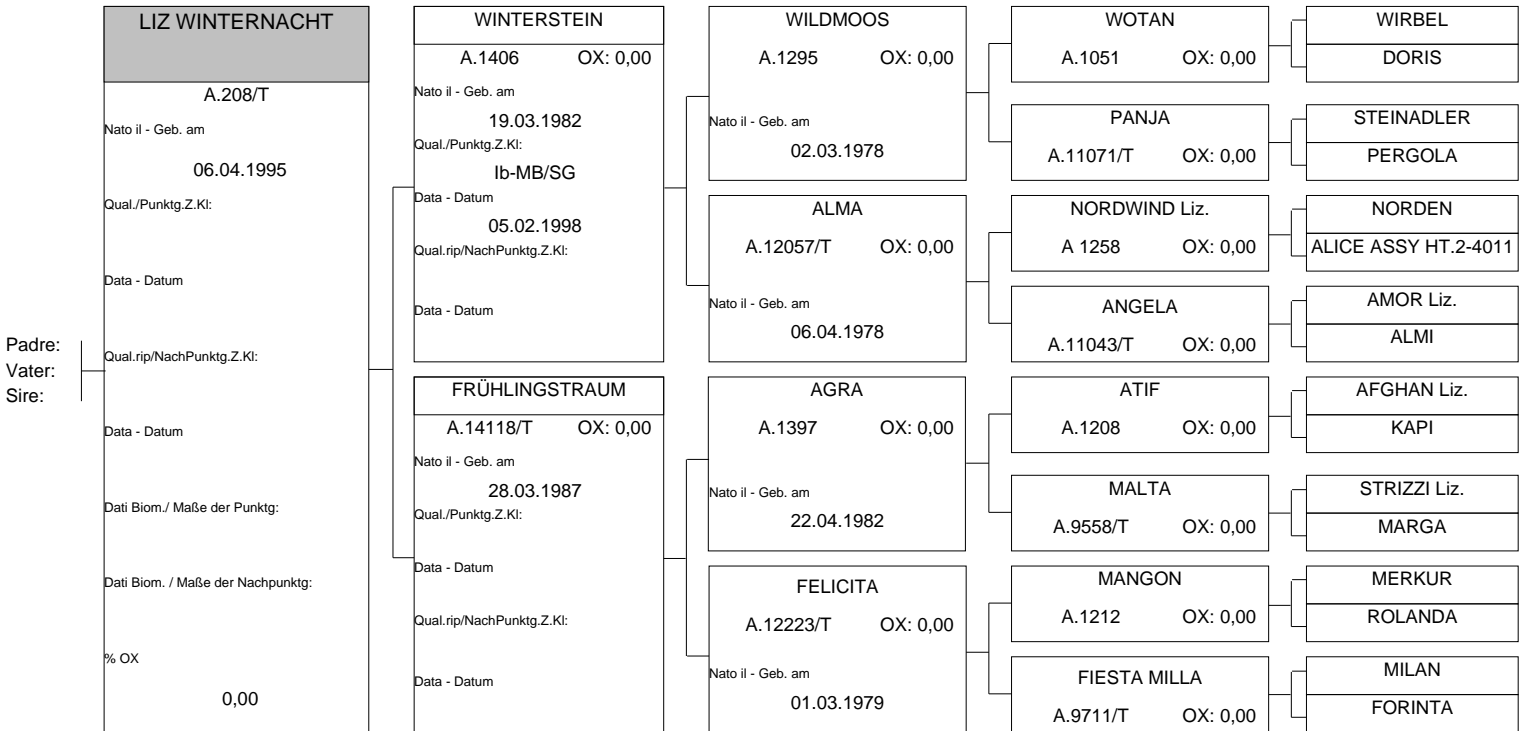 Padre:
Vater:
Sire:
LIZ WINTERNACHT
A.208/T
Nato il - Geb. am
06.04.1995
Qual./Punktg.Z.Kl:
Data - Datum
Qual.rip/NachPunktg.Z.Kl:
Data - Datum
Dati Biom./ Maße der Punktg:
Dati Biom. / Maße der Nachpunktg:
% OX
0,00
WINTERSTEIN
A.1406 OX: 0,00
Nato il - Geb. am
19.03.1982
Qual./Punktg.Z.Kl:
Ib-MB/SG
Data - Datum
05.02.1998
Qual.rip/NachPunktg.Z.Kl:
Data - Datum
FRÜHLINGSTRAUM
A.14118/T OX: 0,00
Nato il - Geb. am
28.03.1987
Qual./Punktg.Z.Kl:
Data - Datum
Qual.rip/NachPunktg.Z.Kl:
Data - Datum
WILDMOOS
A.1295 OX: 0,00
Nato il - Geb. am
02.03.1978
ALMA
A.12057/T OX: 0,00
Nato il - Geb. am
06.04.1978
AGRA
A.1397 OX: 0,00
Nato il - Geb. am
22.04.1982
FELICITA
A.12223/T OX: 0,00
Nato il - Geb. am
01.03.1979
WOTAN
A.1051 OX: 0,00
PANJA
A.11071/T OX: 0,00
NORDWIND Liz.
A 1258 OX: 0,00
ANGELA
A.11043/T OX: 0,00
ATIF
A.1208 OX: 0,00
MALTA
A.9558/T OX: 0,00
MANGON
A.1212 OX: 0,00
FIESTA MILLA
A.9711/T OX: 0,00
WIRBEL
DORIS
STEINADLER
PERGOLA
NORDEN
ALICE ASSY HT.2-4011
AMOR Liz.
ALMI
AFGHAN Liz.
KAPI
STRIZZI Liz.
MARGA
MERKUR
ROLANDA
MILAN
FORINTA